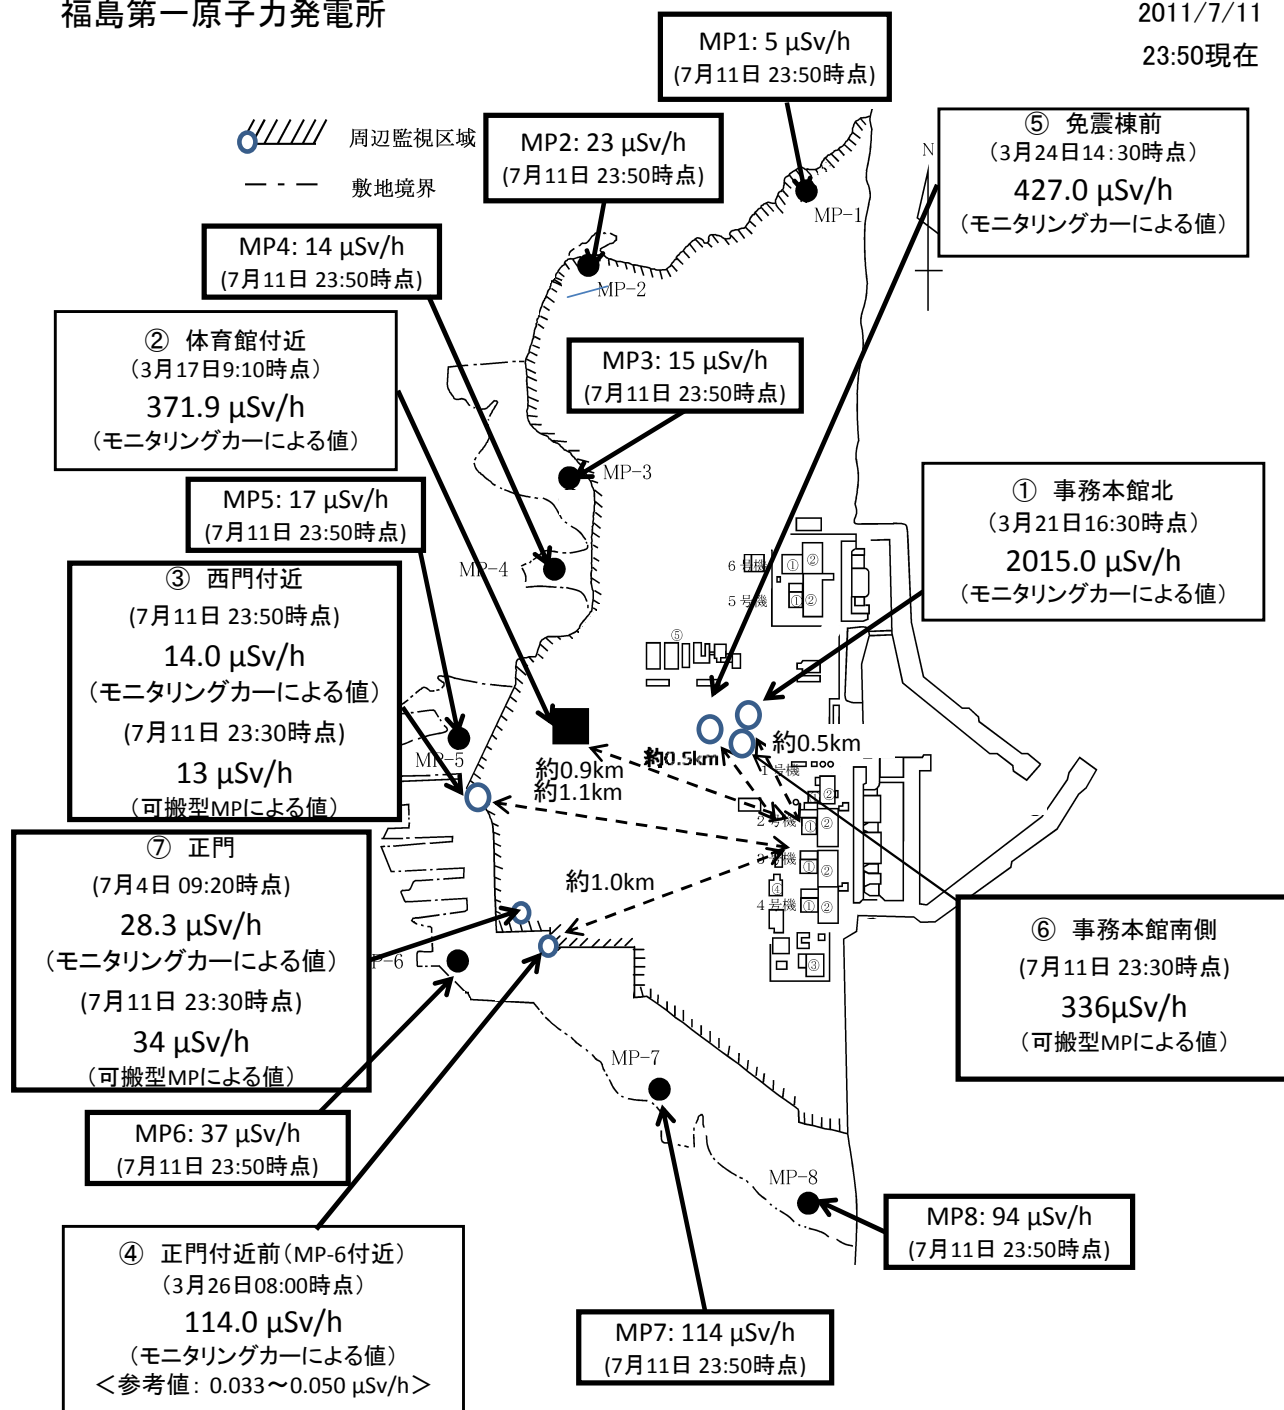 福島第一原子力発電所
2011/7/11
23:50現在
MP1: 5 μSv/h
(7月11日 23:50時点)
周辺監視区域
敷地境界
MP2: 23 μSv/h
(7月11日 23:50時点)
⑤ 免震棟前
(3月24日14:30時点)
427.0 μSv/h
(モニタリングカーによる値)
N
MP-1
MP4: 14 μSv/h
(7月11日 23:50時点)
MP-2
② 体育館付近
(3月17日9:10時点)
371.9 μSv/h
(モニタリングカーによる値)
MP3: 15 μSv/h
(7月11日 23:50時点)
MP-3
MP5: 17 μSv/h
(7月11日 23:50時点)
① 事務本館北
(3月21日16:30時点)
2015.0 μSv/h
(モニタリングカーによる値)
MP-4
6号機
① ②
5号機
① ②
③ 西門付近
(7月11日 23:50時点)
14.0 μSv/h
(モニタリングカーによる値)
(7月11日 23:30時点)
13 μSv/h
(可搬型MPによる値)
⑤
MP-5
約0.9km
約1.1km
約0.5km
約0.5km
1号機
②
2号機
① ②
3号機
① ②
④
4号機
① ②
③
約1.0km
⑦ 正門
(7月4日 09:20時点)
28.3 μSv/h
(モニタリングカーによる値)
(7月11日 23:30時点)
34 μSv/h
(可搬型MPによる値)
P-6
⑥ 事務本館南側
(7月11日 23:30時点)
336μSv/h
(可搬型MPによる値)
MP-7
MP6: 37 μSv/h
(7月11日 23:50時点)
MP-8
MP8: 94 μSv/h
(7月11日 23:50時点)
④ 正門付近前(MP-6付近)
(3月26日08:00時点)
114.0 μSv/h
(モニタリングカーによる値)
<参考値: 0.033～0.050 μSv/h>
MP7: 114 μSv/h
(7月11日 23:50時点)